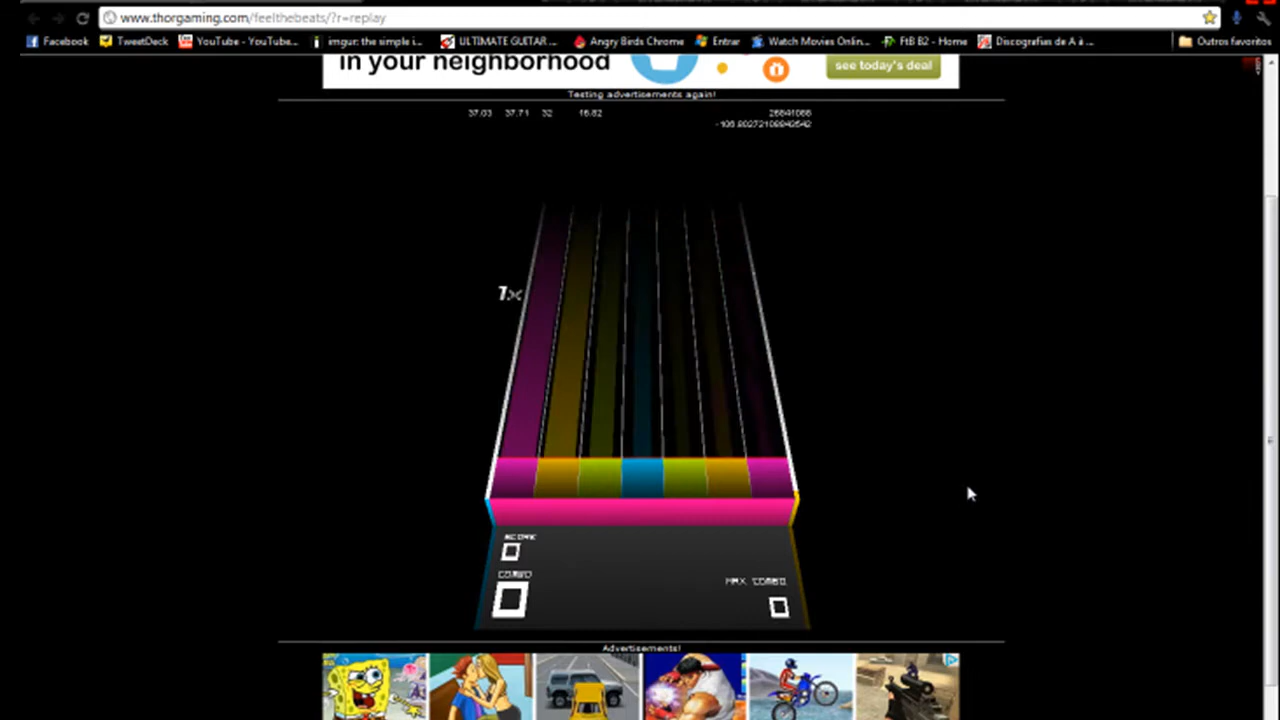 www.thorgaming.com/feelthebeats/?r=replay
Facebook TweetDeck YouTube - YouTube... imgur: the simple i... ULTIMATE GUITAR ... Angry Birds Chrome Entrar Watch Movies Onlin... FtB B2 - Home Discografias de A à ... Outros favoritos
in your neighborhood see today's deal
Testing advertisements again!
37.03 37.71 32 16.82
1x
SCORE
0
COMBO
0
MAX COMBO
0
Advertisements!